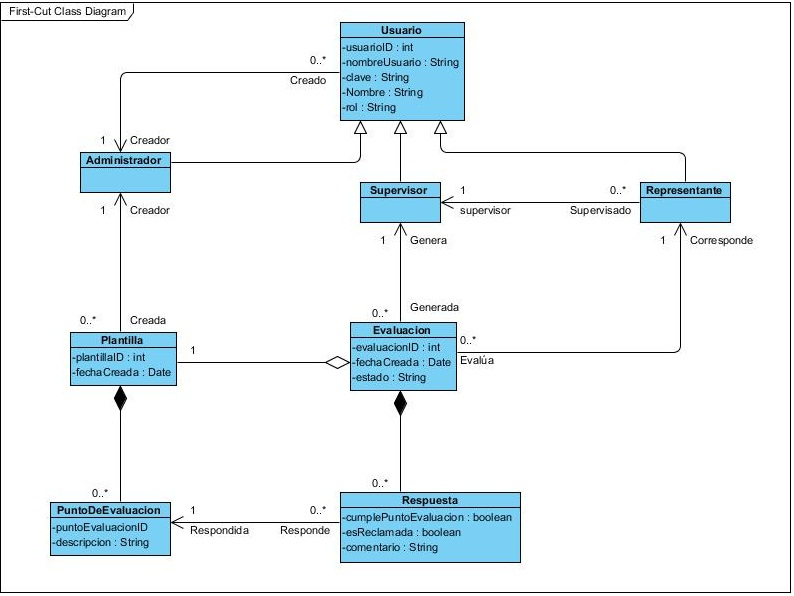 First-Cut Class Diagram
Usuario
-usuarioID : int
-nombreUsuario : String
-clave : String
-Nombre : String
-rol : String
0..*
Creado
1
Creador
Administrador
Supervisor
1
supervisor
0..*
Supervisado
Representante
1
Creador
1
Genera
1
Corresponde
0..*
Creada
0..*
Generada
Plantilla
-plantillaID : int
-fechaCreada : Date
1
Evaluacion
-evaluacionID : int
-fechaCreada : Date
-estado : String
0..*
Evalúa
0..*
0..*
PuntoDeEvaluacion
-puntoEvaluacionID
-descripcion : String
1
Respondida
0..*
Responde
Respuesta
-cumplePuntoEvaluacion : boolean
-esReclamada : boolean
-comentario : String